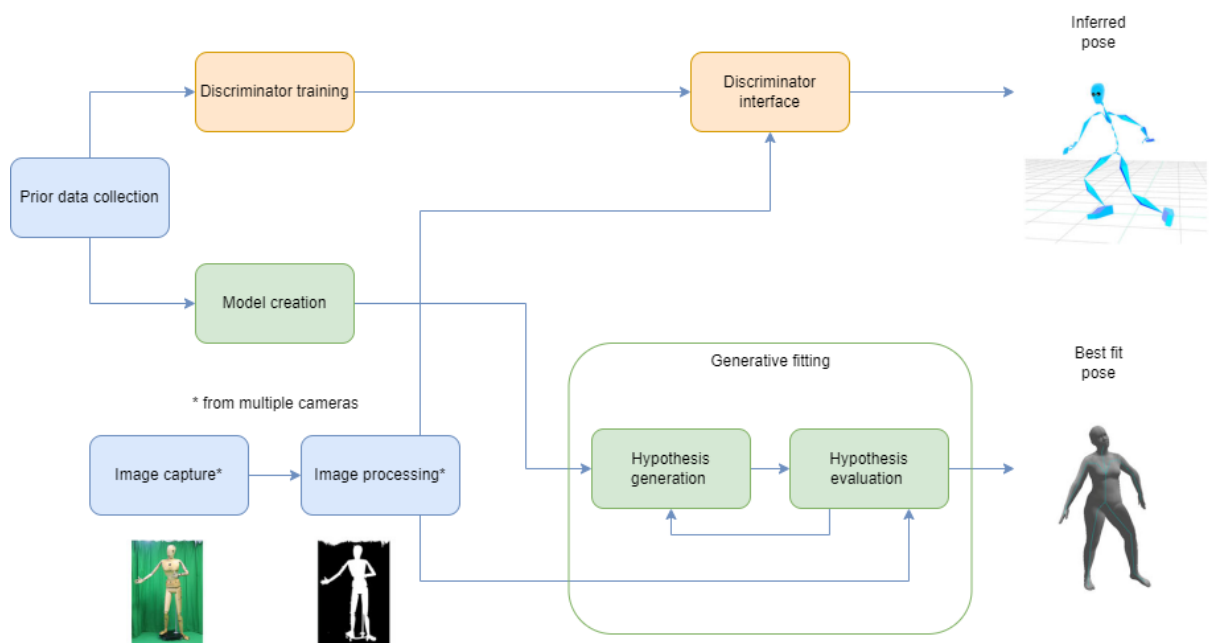 Inferred
pose
Discriminator training
Discriminator
interface
Prior data collection
Model creation
Generative fitting
Best fit
pose
* from multiple cameras
Image capture*
Image processing*
Hypothesis
generation
Hypothesis
evaluation